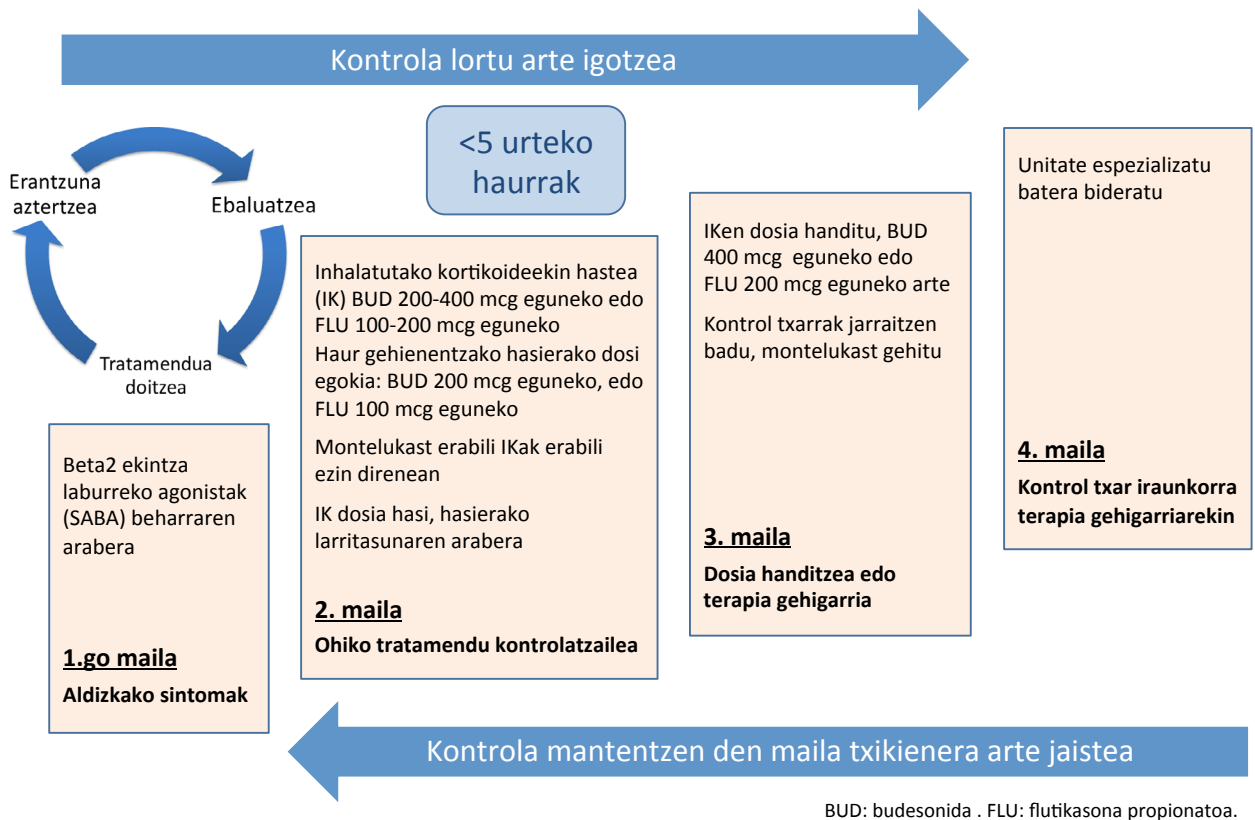 Kontrola lortu arte igotzea
<5 urteko
haurrak
Erantzuna
aztertzea
Ebaluatzea
Tratamendua
doitzea
Beta2 ekintza
laburreko agonistak
(SABA) beharraren
arabera
1.go maila
Aldizkako sintomak
Inhalatutako kortikoideekin hastea
(IK) BUD 200-400 mcg eguneko edo
FLU 100-200 mcg eguneko
Haur gehienentzako hasierako dosi
egokia: BUD 200 mcg eguneko, edo
FLU 100 mcg eguneko
Montelukast erabili IKak erabili
ezin direnean
IK dosia hasi, hasierako
larritasunaren arabera
2. maila
Ohiko tratamendu kontrolatzailea
IKen dosia handitu, BUD
400 mcg eguneko edo
FLU 200 mcg eguneko arte
Kontrol txarrak jarraitzen
badu, montelukast gehitu
3. maila
Dosia handitzea edo
terapia gehigarria
Unitate espezializatu
batera bideratu
4. maila
Kontrol txar iraunkorra
terapia gehigarriarekin
Kontrola mantentzen den maila txikienera arte jaistea
BUD: budesonida . FLU: flutikasona propionatoa.